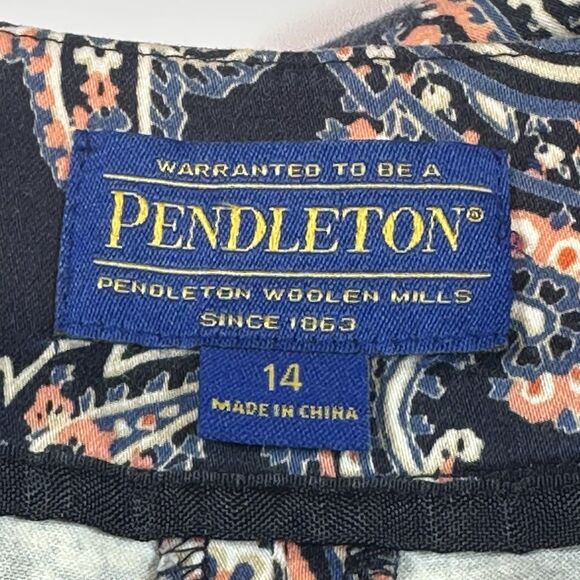 WARRANTED TO BE A
PENDLETON®
PENDLETON WOOLEN MILLS
SINCE 1863
14
MADE IN CHINA